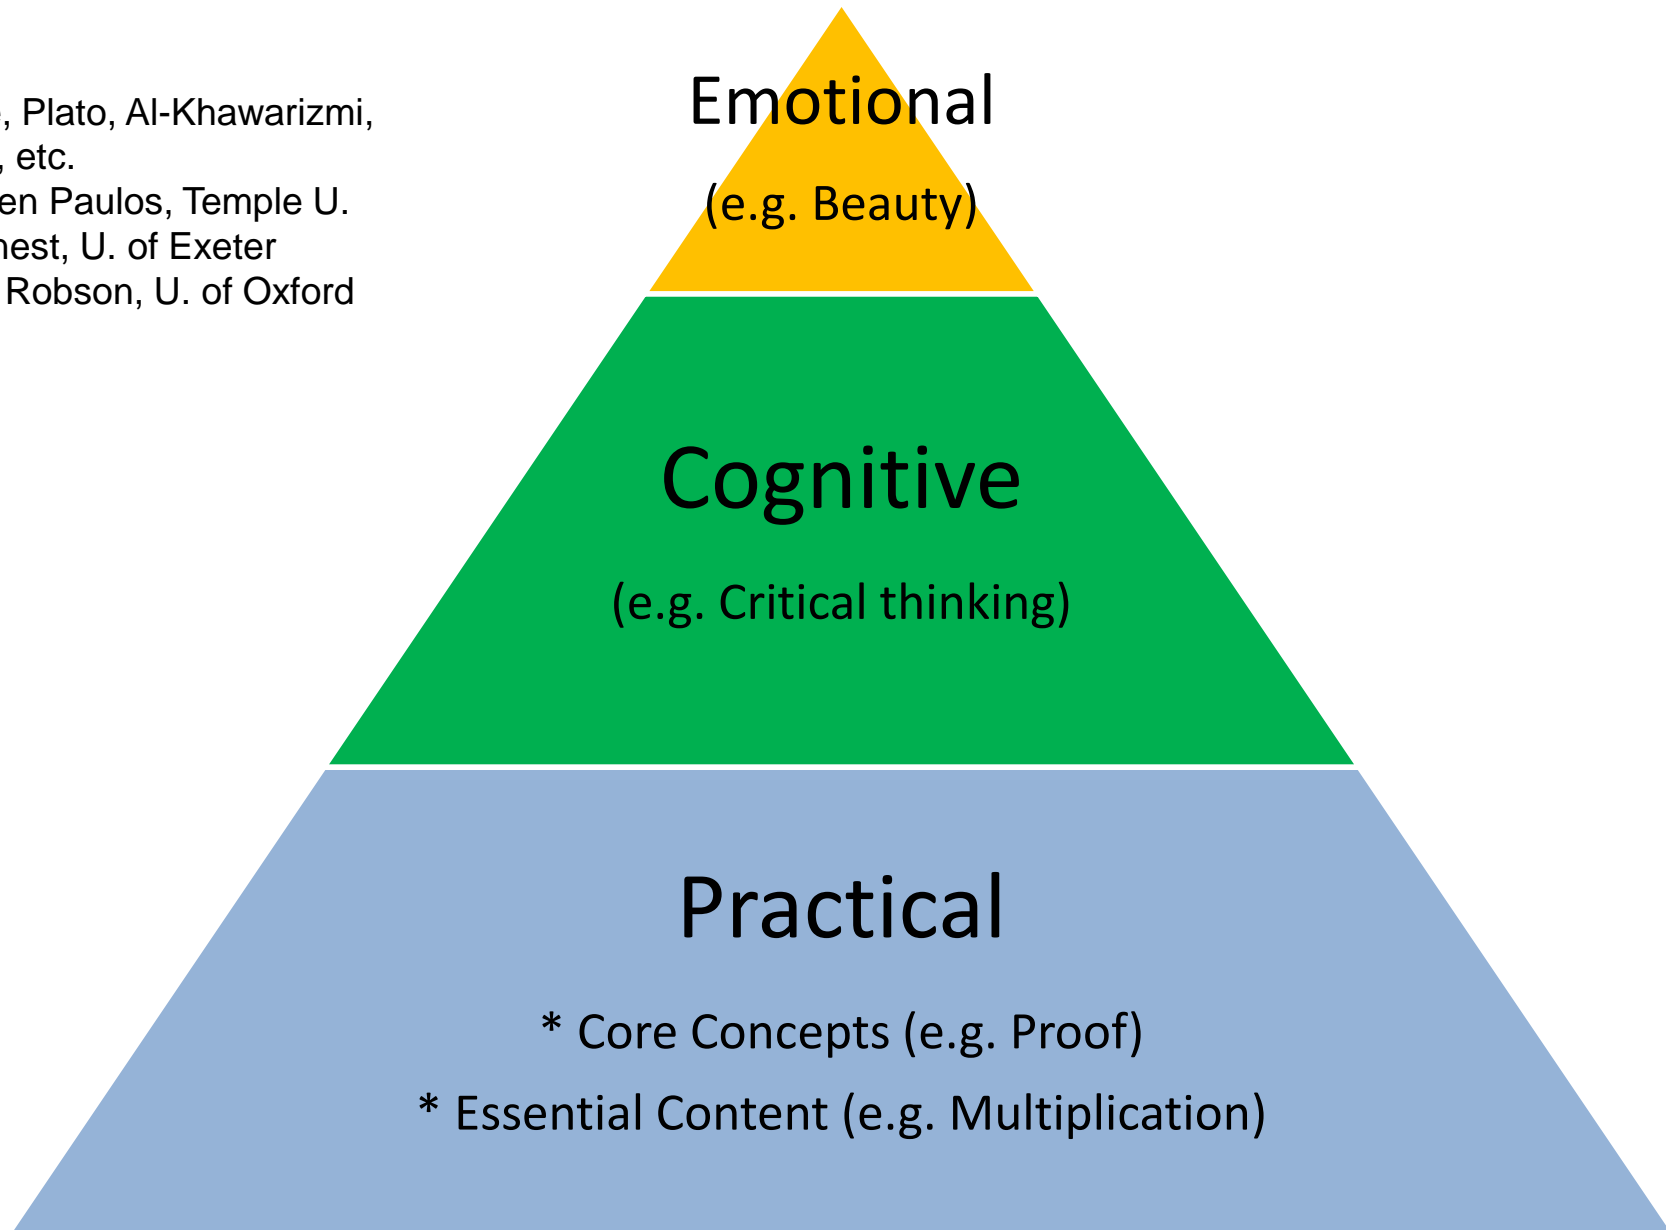 , Plato, Al-Khawarizmi,
, etc.
en Paulos, Temple U.
nest, U. of Exeter
Robson, U. of Oxford
Emotional
(e.g. Beauty)
Cognitive
(e.g. Critical thinking)
Practical
* Core Concepts (e.g. Proof)
* Essential Content (e.g. Multiplication)